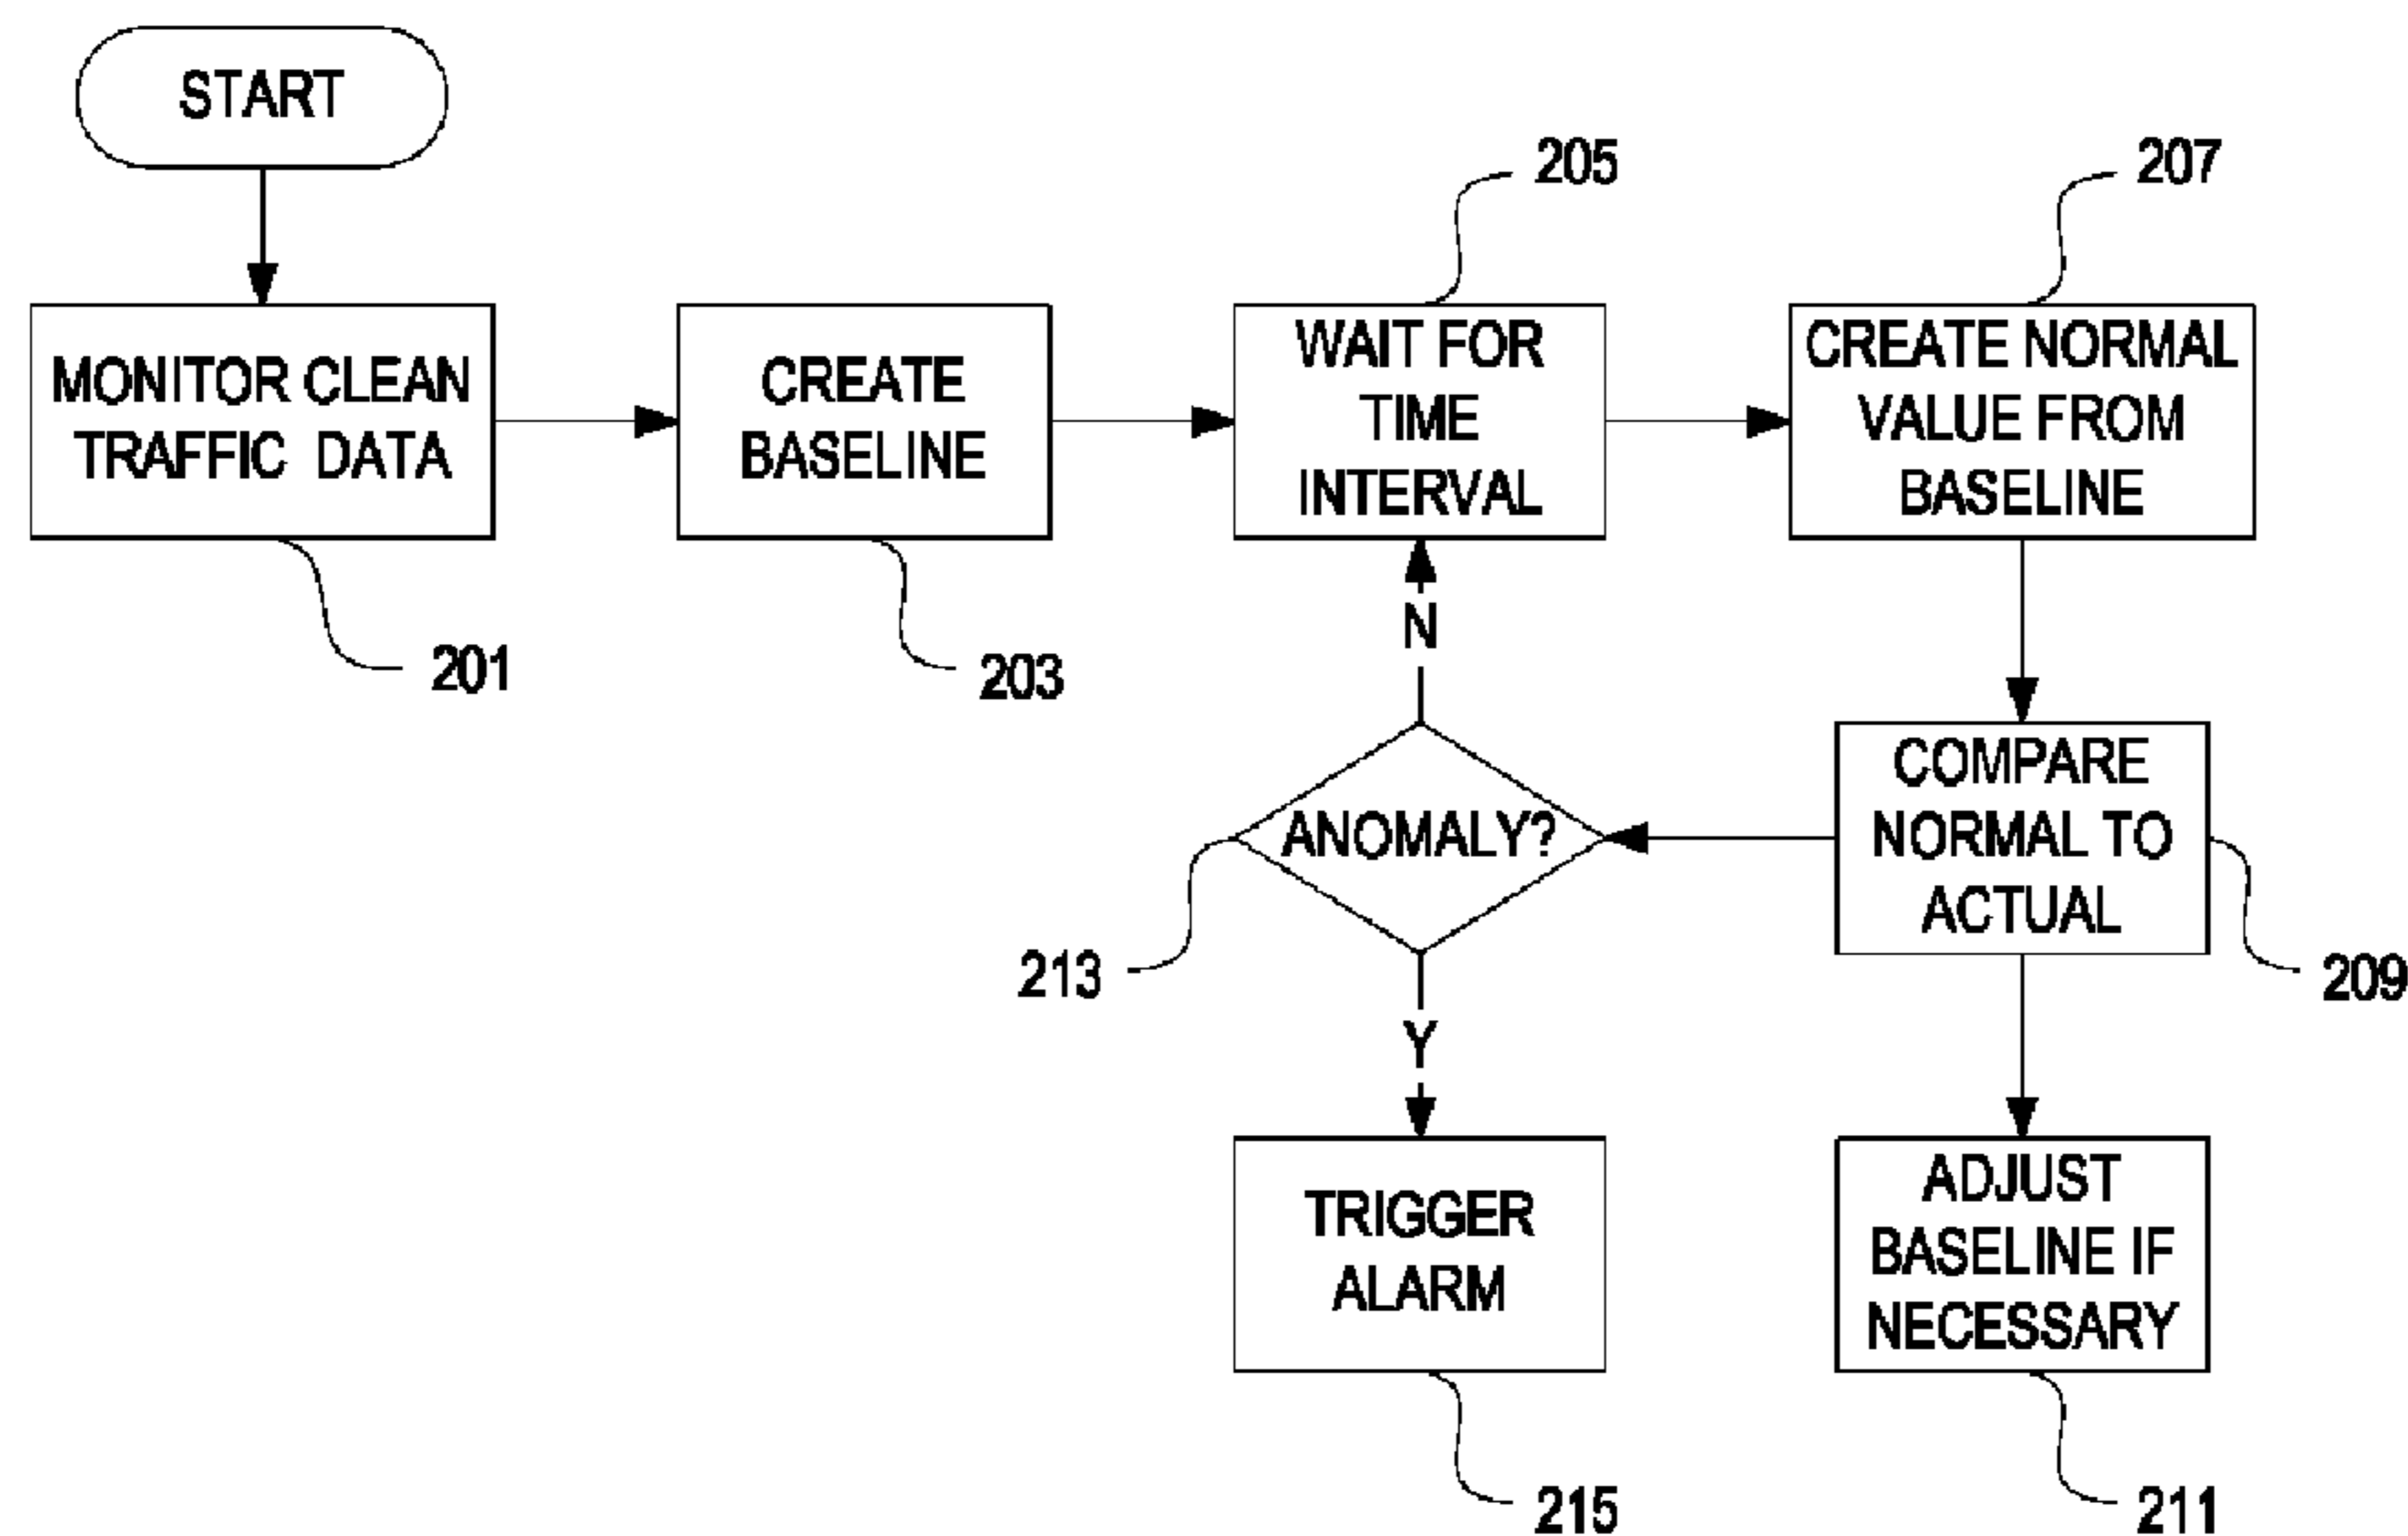 START
205
207
MONITOR CLEAN
TRAFFIC DATA
CREATE
BASELINE
WAIT FOR
TIME
INTERVAL
CREATE NORMAL
VALUE FROM
BASELINE
201
203
N
COMPARE
NORMAL TO
ACTUAL
ANOMALY?
213
209
Y
TRIGGER
ALARM
ADJUST
BASELINE IF
NECESSARY
215
211